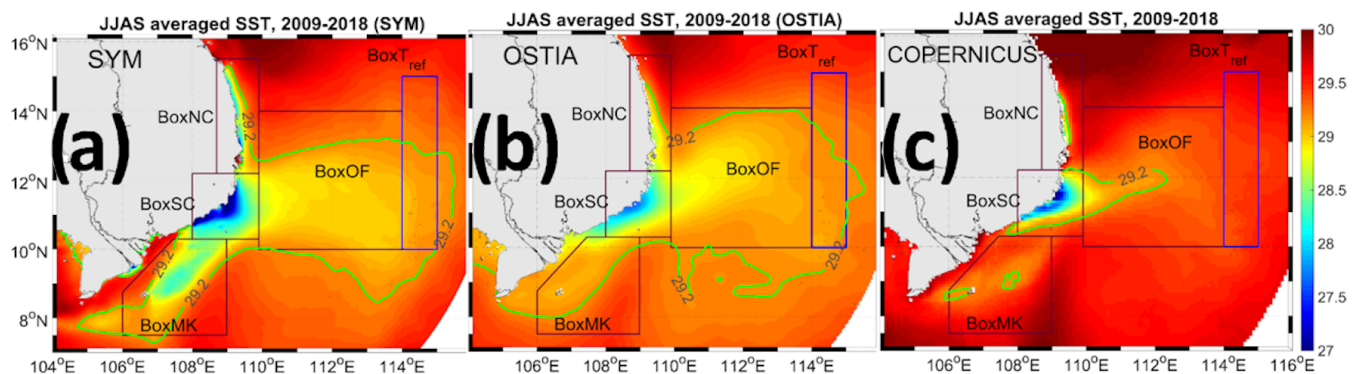 JJAS averaged SST, 2009-2018 (SYM)
16°N
14°N
12°N
10°N
8°N
104°E 106°E 108°E 110°E 112°E 114°E
SYM
(a)
BoxT ref
BoxNC
29.2
BoxOF
BoxSC
29.2
29.2
29.2
BoxMK
JJAS averaged SST, 2009-2018 (OSTIA)
OSTIA
(b)
BoxT ref
BoxNC
29.2
BoxOF
BoxSC
29.2
29.2
BoxMK
106°E 108°E 110°E 112°E 114°E
JJAS averaged SST, 2009-2018
COPERNICUS
(c)
BoxT ref
BoxNC
BoxOF
29.2
BoxSC
BoxMK
106°E 108°E 110°E 112°E 114°E 116°E
30
29.5
29
28.5
28
27.5
27